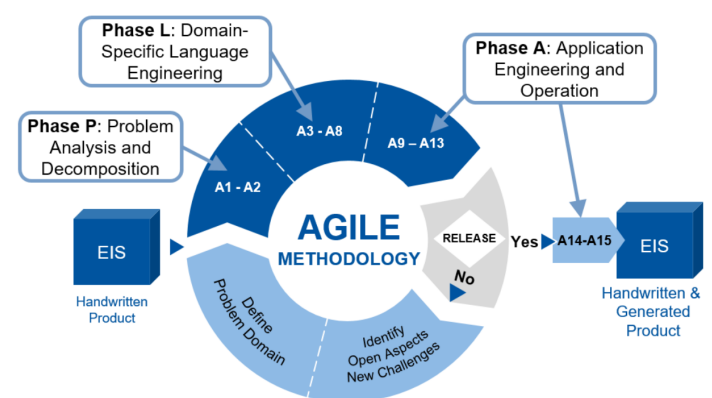 Phase L: Domain-
Specific Language
Engineering
Phase A: Application
Engineering and
Operation
Phase P: Problem
Analysis and
Decomposition
A3 - A8
A9 – A13
A1 - A2
AGILE
METHODOLOGY
RELEASE
Yes
No
A14-A15
EIS
Handwritten
Product
EIS
Handwritten &
Generated
Product
Define
Problem Domain
Identify
Open Aspects
New Challenges